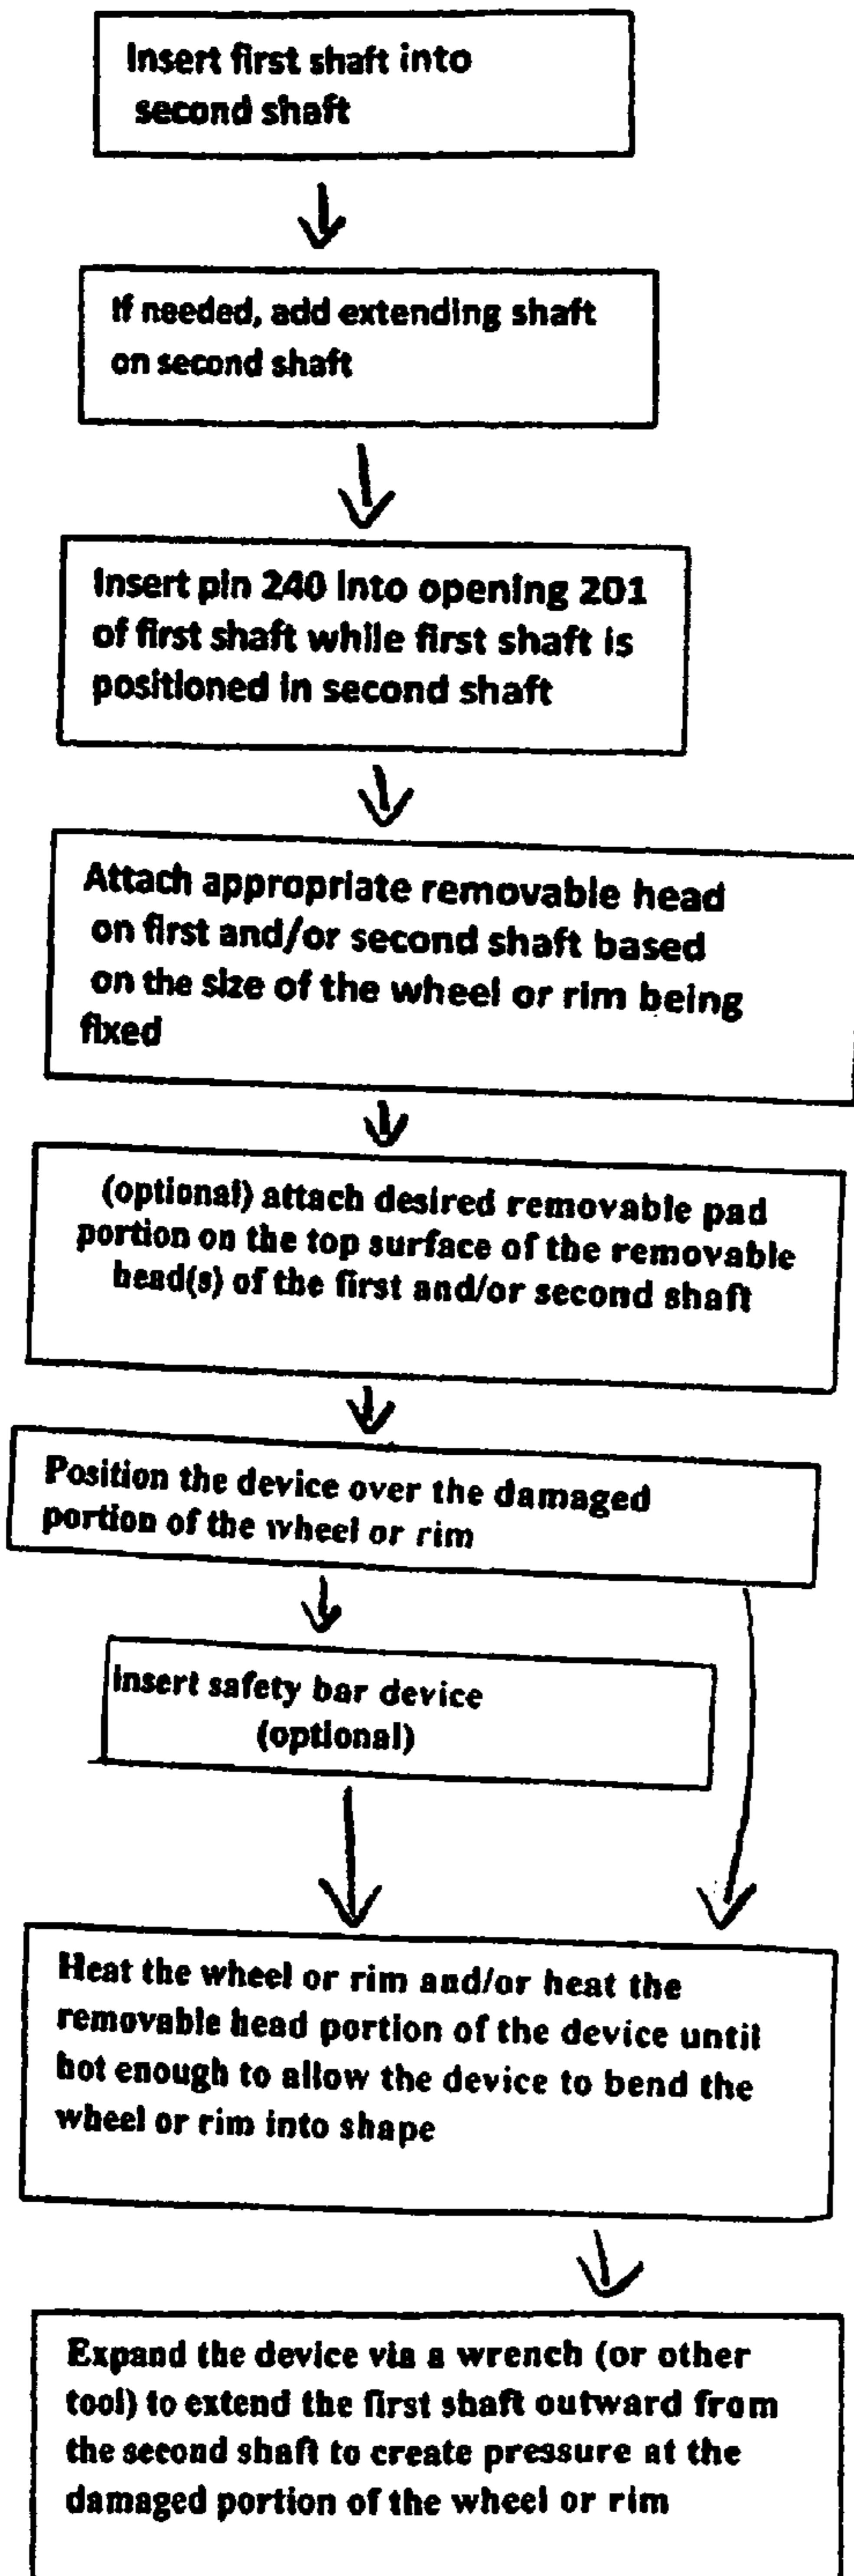 Insert first shaft into
second shaft
If needed, add extending shaft
on second shaft
Insert pin 240 into opening 201
of first shaft while first shaft is
positioned in second shaft
Attach appropriate removable head
on first and/or second shaft based
on the size of the wheel or rim being
fixed
(optional) attach desired removable pad
portion on the top surface of the removable
head(s) of the first and/or second shaft
Position the device over the damaged
portion of the wheel or rim
Insert safety bar device
(optional)
Heat the wheel or rim and/or heat the
removable head portion of the device until
hot enough to allow the device to bend the
wheel or rim into shape
Expand the device via a wrench (or other
tool) to extend the first shaft outward from
the second shaft to create pressure at the
damaged portion of the wheel or rim